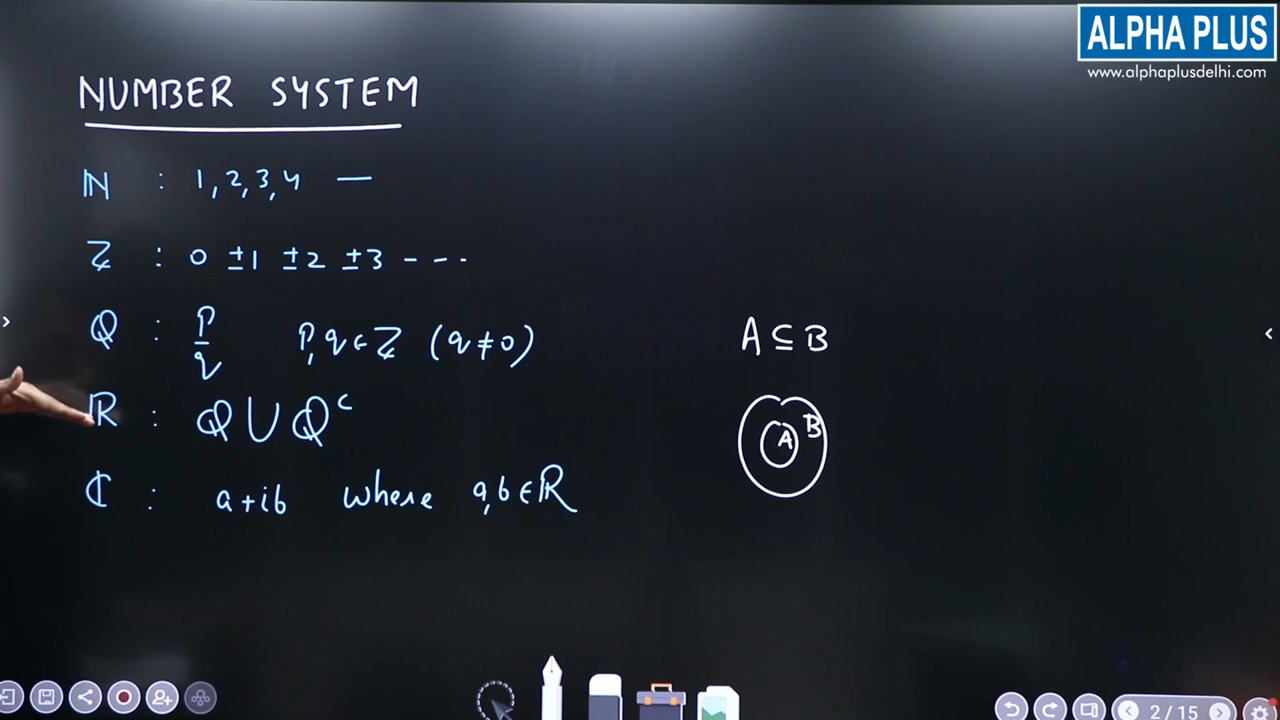 ALPHA PLUS
www.alphaplusdelhi.com
NUMBER SYSTEM
ℕ : 1, 2, 3, 4 —
ℤ : 0 ±1 ±2 ±3 - - -
ℚ : p/q p, q ∈ ℤ (q ≠ 0)
ℝ : ℚ ∪ ℚᶜ
ℂ : a+ib where a, b ∈ ℝ
A ⊆ B
A B
2 / 15